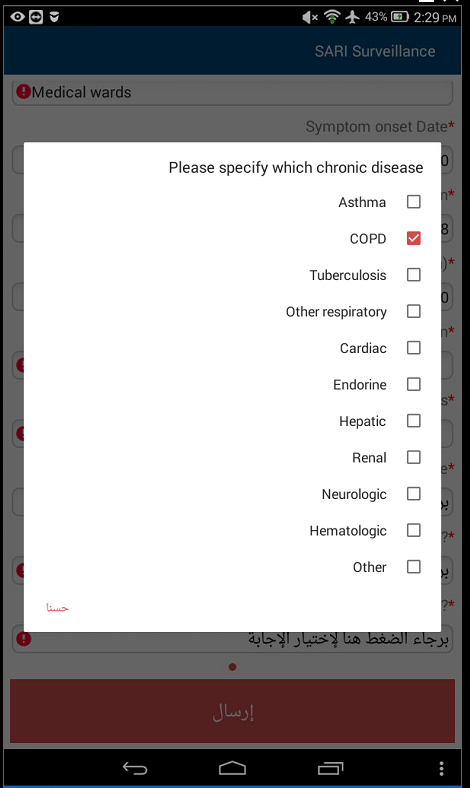 43% 2:29 PM
SARI Surveillance
Medical wards
Symptom onset Date*
Please specify which chronic disease
Asthma
COPD
Tuberculosis
Other respiratory
Cardiac
Endorine
Hepatic
Renal
Neurologic
Hematologic
Other
حسنا
برجاء الضغط هنا لإختيار الإجابة
إرسال